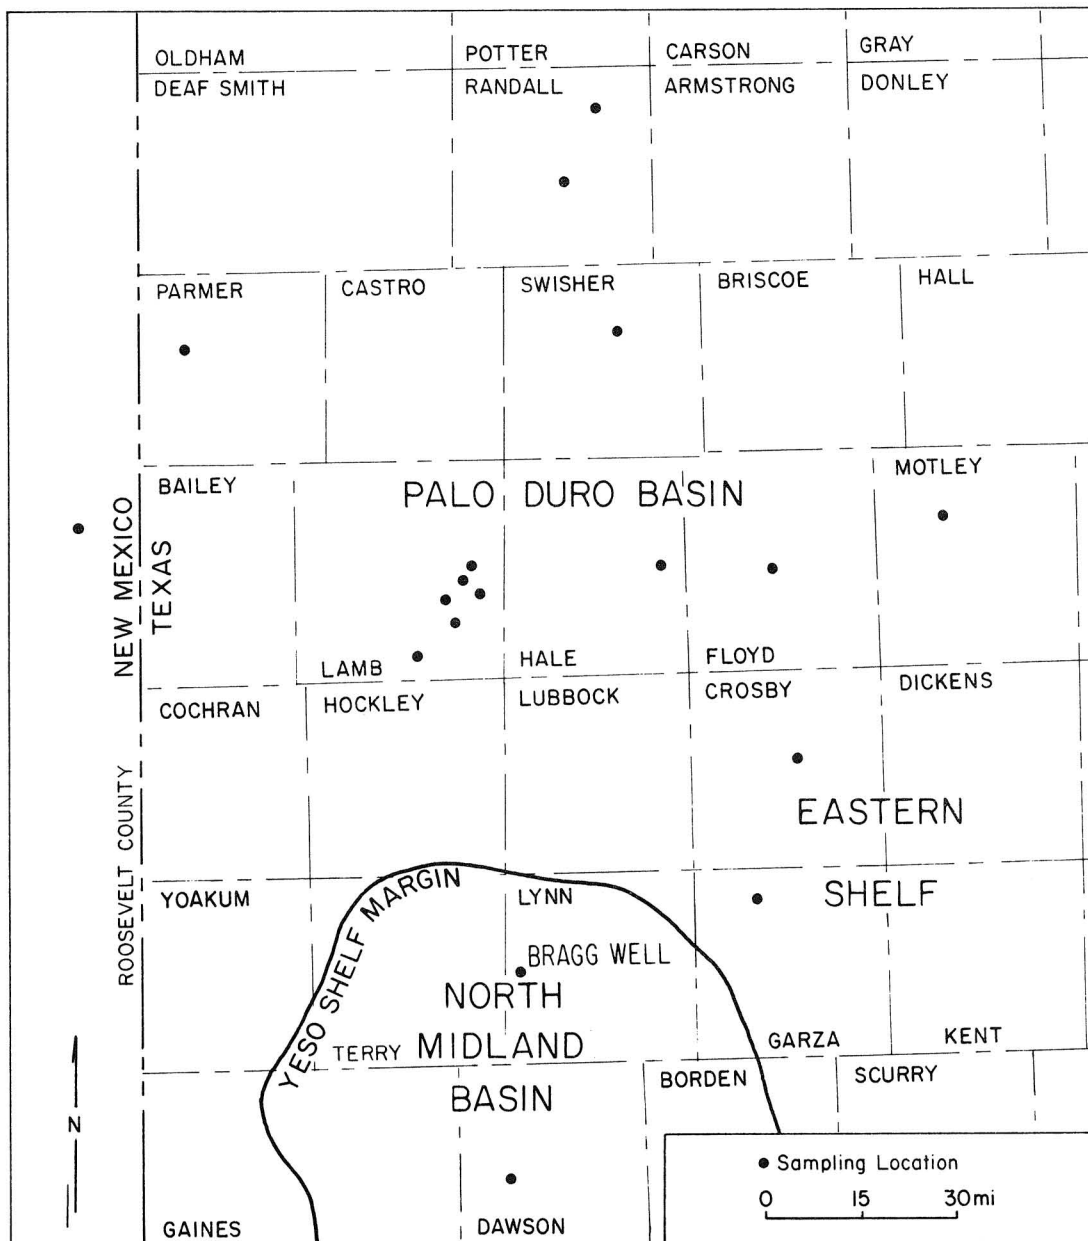 OLDHAM
POTTER
CARSON
GRAY
DEAF SMITH
RANDALL
ARMSTRONG
DONLEY
PARMER
CASTRO
SWISHER
BRISCOE
HALL
BAILEY
PALO DURO BASIN
MOTLEY
NEW MEXICO
TEXAS
LAMB
HALE
FLOYD
COCHRAN
HOCKLEY
LUBBOCK
CROSBY
DICKENS
ROOSEVELT COUNTY
EASTERN
SHELF
YOAKUM
YESO SHELF MARGIN
LYNN
BRAGG WELL
NORTH
MIDLAND
BASIN
TERRY
GARZA
KENT
BORDEN
SCURRY
N
GAINES
DAWSON
Sampling Location
0 15 30 mi